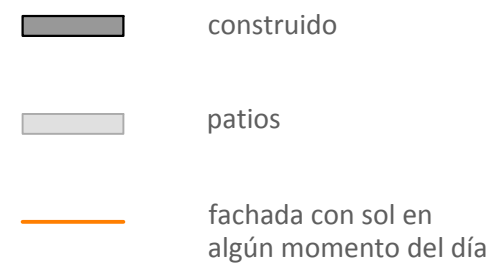 construido
patios
fachada con sol en
algún momento del día